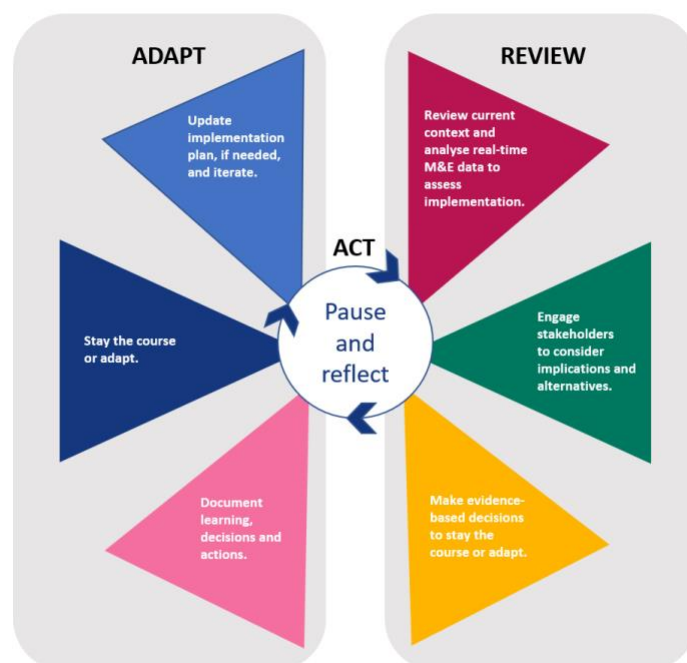 ADAPT
REVIEW
Update
implementation
plan, if needed,
and iterate.
Review current
context and
analyse real-time
M&E data to
assess
implementation.
ACT
Pause
and
reflect
Stay the course
or adapt.
Engage
stakeholders
to consider
implications and
alternatives.
Document
learning,
decisions and
actions.
Make evidence-
based decisions
to stay the
course or adapt.